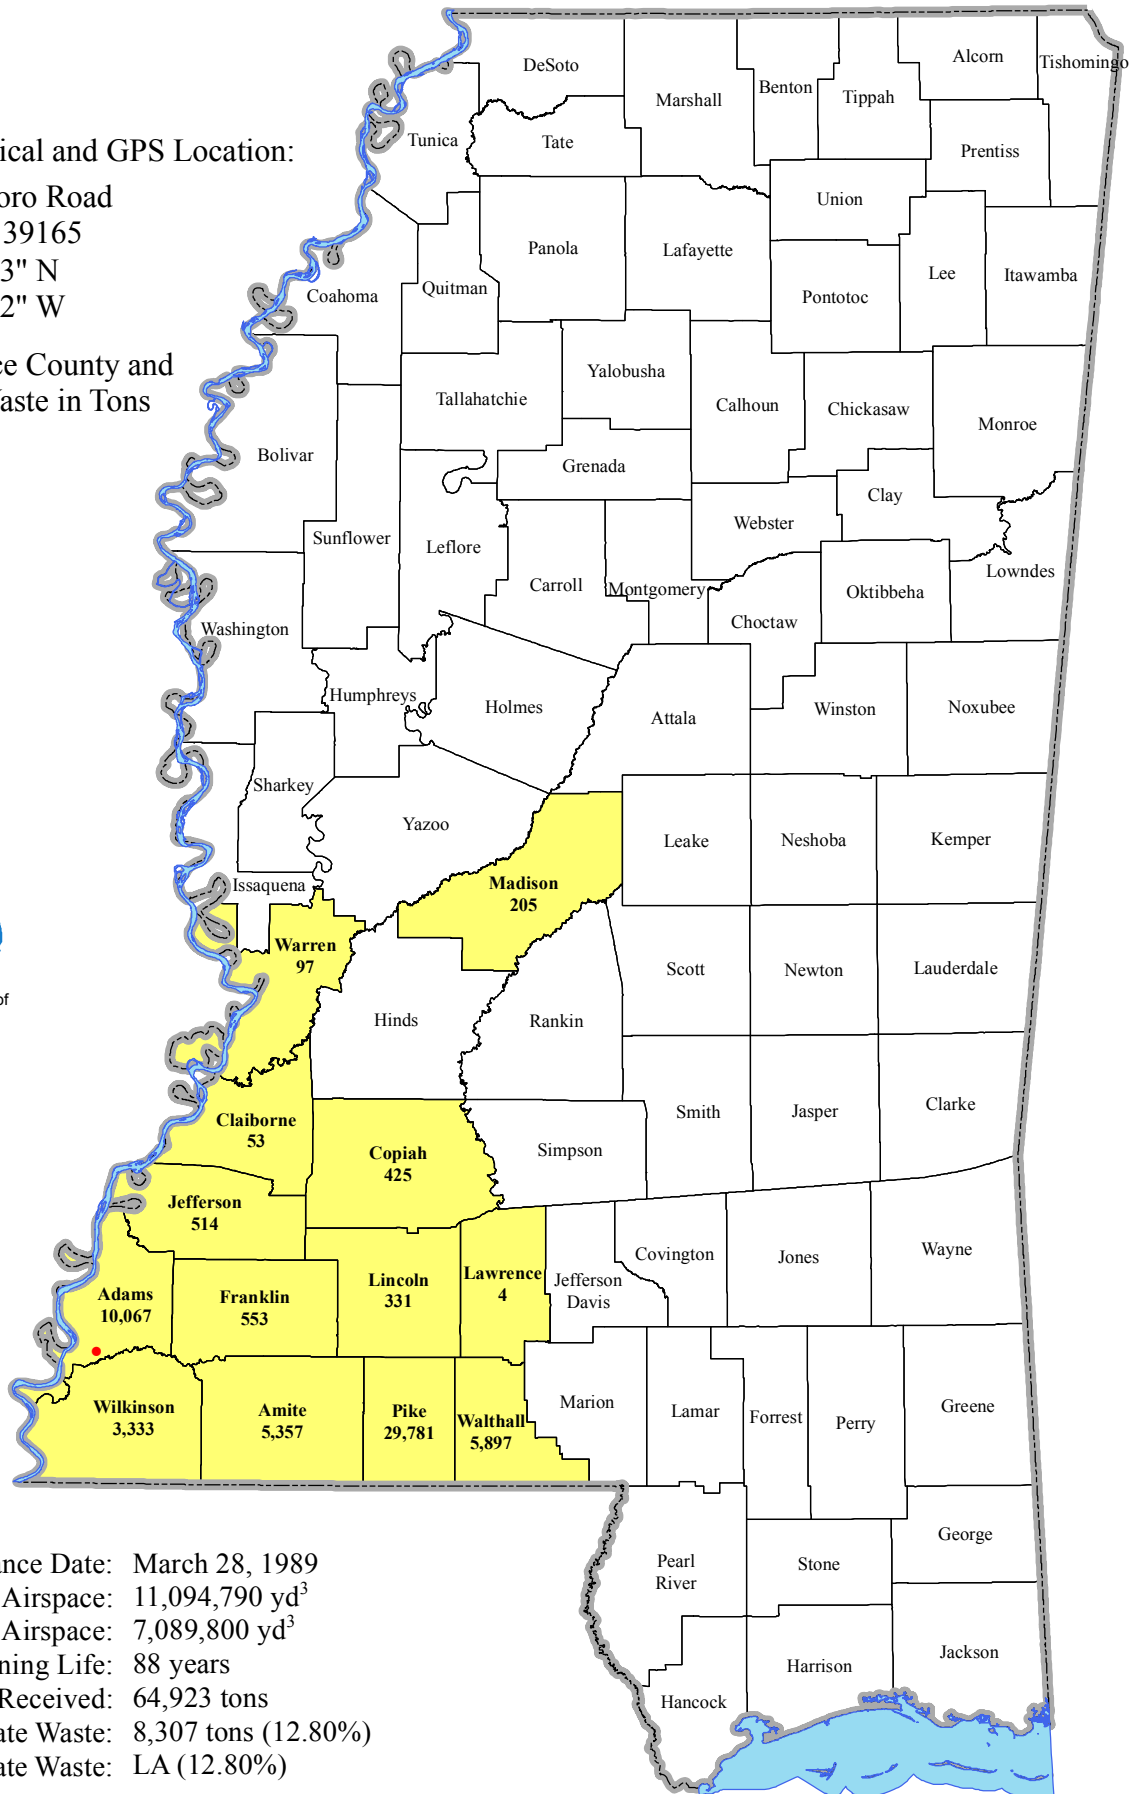 ical and GPS Location:
oro Road
39165
3" N
2" W
ce County and
Waste in Tons
of
DeSoto
Marshall
Benton
Tippah
Alcorn
Tishomingo
Tunica
Tate
Prentiss
Union
Panola
Lafayette
Coahoma
Quitman
Pontotoc
Lee
Itawamba
Yalobusha
Tallahatchie
Calhoun
Chickasaw
Monroe
Bolivar
Grenada
Clay
Sunflower
Leflore
Webster
Carroll
Montgomery
Oktibbeha
Lowndes
Washington
Choctaw
Humphreys
Holmes
Attala
Winston
Noxubee
Sharkey
Yazoo
Leake
Neshoba
Kemper
Issaquena
Madison
205
Warren
97
Scott
Newton
Lauderdale
Hinds
Rankin
Claiborne
53
Copiah
425
Simpson
Smith
Jasper
Clarke
Jefferson
514
Adams
10,067
Franklin
553
Lincoln
331
Lawrence
4
Jefferson
Davis
Covington
Jones
Wayne
Wilkinson
3,333
Amite
5,357
Pike
29,781
Walthall
5,897
Marion
Lamar
Forrest
Perry
Greene
Pearl
River
Stone
George
Hancock
Harrison
Jackson
ance Date: March 28, 1989
Airspace: 11,094,790 yd³
Airspace: 7,089,800 yd³
ning Life: 88 years
Received: 64,923 tons
ate Waste: 8,307 tons (12.80%)
ate Waste: LA (12.80%)